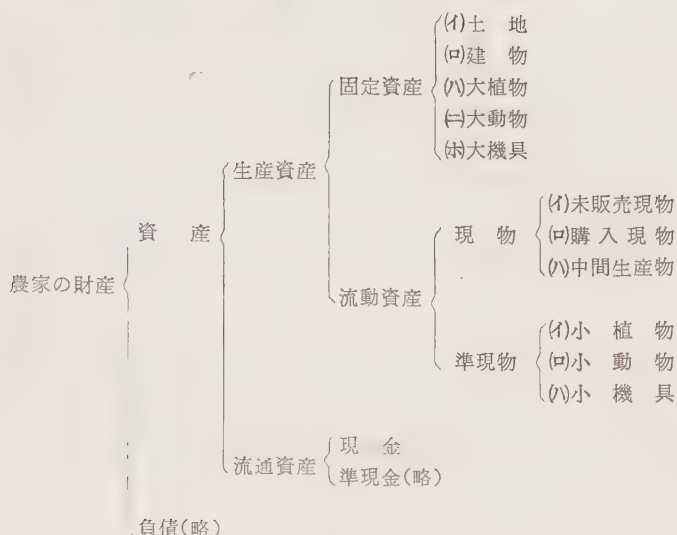 (イ)土　地
(ロ)建　物
固定資産
(ハ)大植物
(ニ)大動物
(ホ)大機具
生産資産
(イ)未販売現物
資　産
現　物
(ロ)購入現物
(ハ)中間生産物
農家の財産
流動資産
(イ)小　植　物
準現物
(ロ)小　動　物
(ハ)小　機　具
現　金
流通資産
準現金(略)
負債(略)